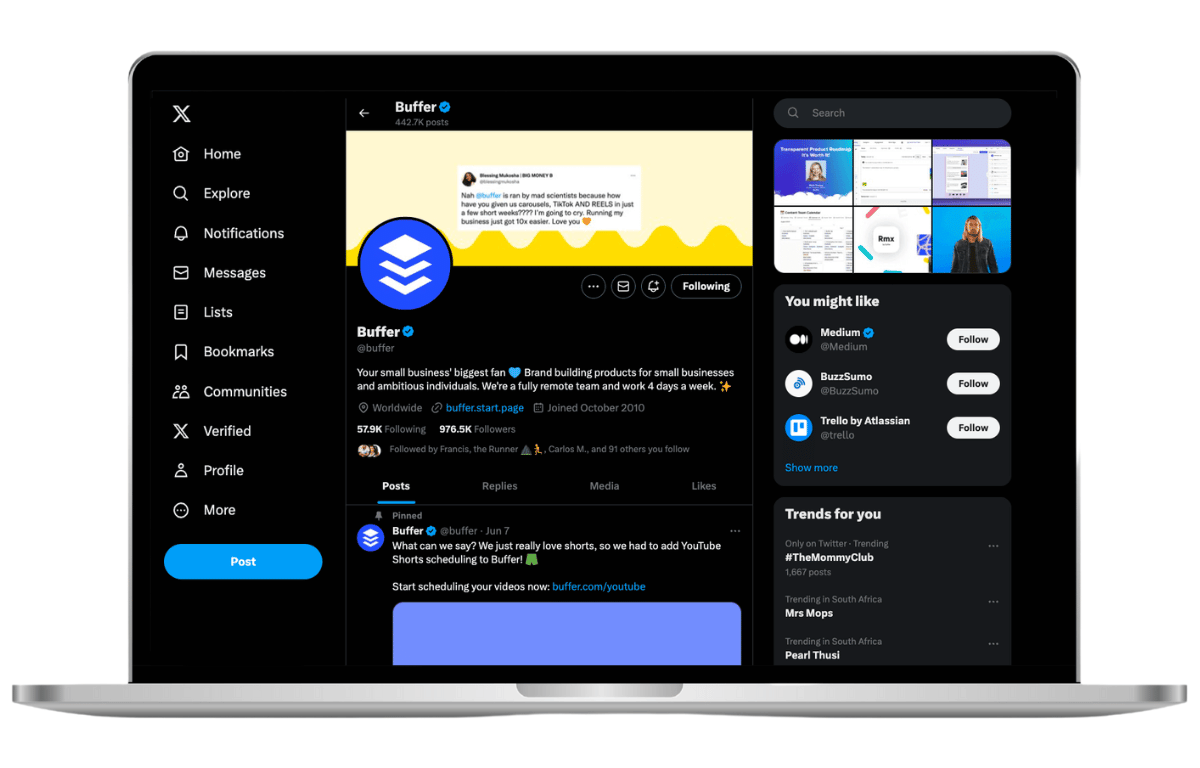 X
Home
Explore
Notifications
Messages
Lists
Bookmarks
Communities
X Verified
Profile
More
Post
Buffer
442.7K posts
Blessing Mukosha | BIG MONEY B
@blessingmukosha
Nah @buffer is ran by mad scientists because how
have you given us carousels, TikTok AND REELS in just
a few short weeks???? I'm going to cry. Running my
business just got 10x easier. Love you 🧡
Following
Buffer
@buffer
Your small business' biggest fan 💙 Brand building products for small businesses
and ambitious individuals. We're a fully remote team and work 4 days a week. ✨
Worldwide buffer.start.page Joined October 2010
57.9K Following 976.5K Followers
Followed by Francis, the Runner ⛰️🏃, Carlos M., and 91 others you follow
Posts Replies Media Likes
Pinned
Buffer @buffer · Jun 7
What can we say? We just really love shorts, so we had to add YouTube
Shorts scheduling to Buffer! 🩳
Start scheduling your videos now: buffer.com/youtube
Search
Transparent Product Roadmap
It's Worth It!
Content Team Calendar
Rmx
You might like
Medium
@Medium
Follow
BuzzSumo
@BuzzSumo
Follow
Trello by Atlassian
@trello
Follow
Show more
Trends for you
Only on Twitter · Trending
#TheMommyClub
1,667 posts
Trending in South Africa
Mrs Mops
Trending in South Africa
Pearl Thusi